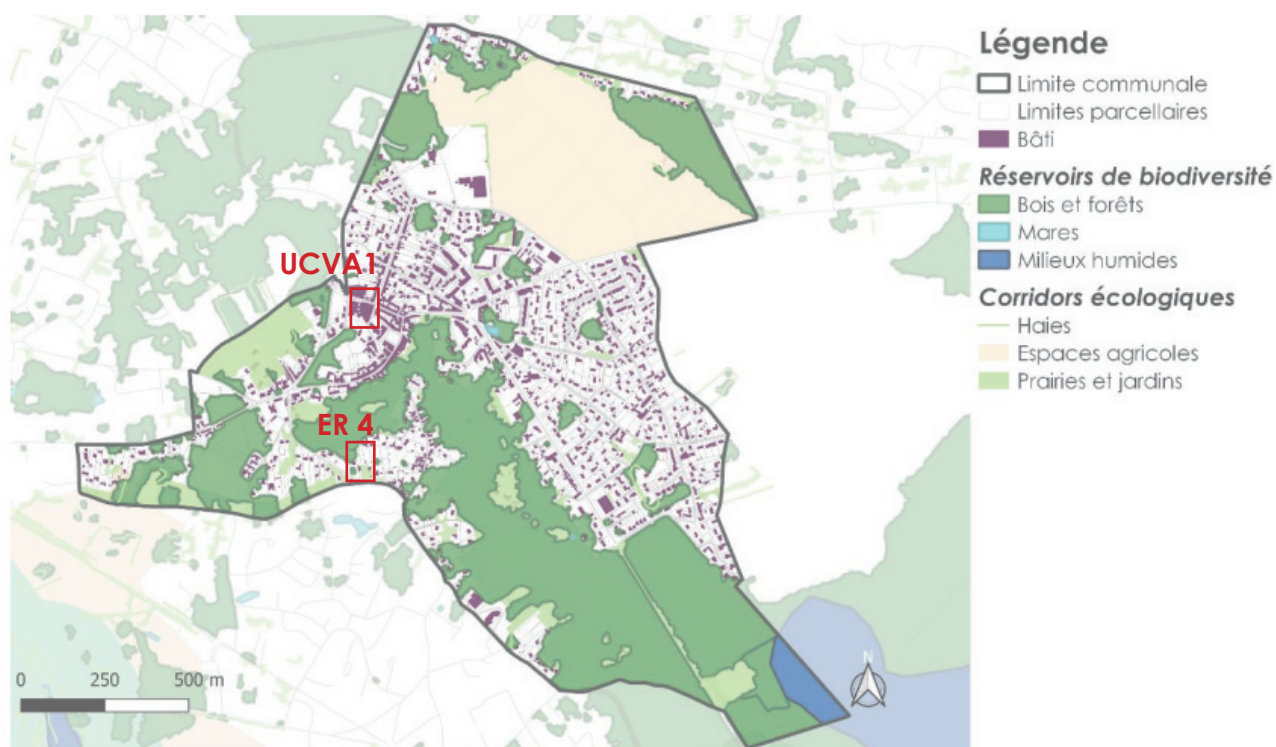 UCVA1
ER 4
0 250 500 m
N
Légende
Limite communale
Limites parcellaires
Bâti
Réservoirs de biodiversité
Bois et forêts
Mares
Milieux humides
Corridors écologiques
Haies
Espaces agricoles
Prairies et jardins